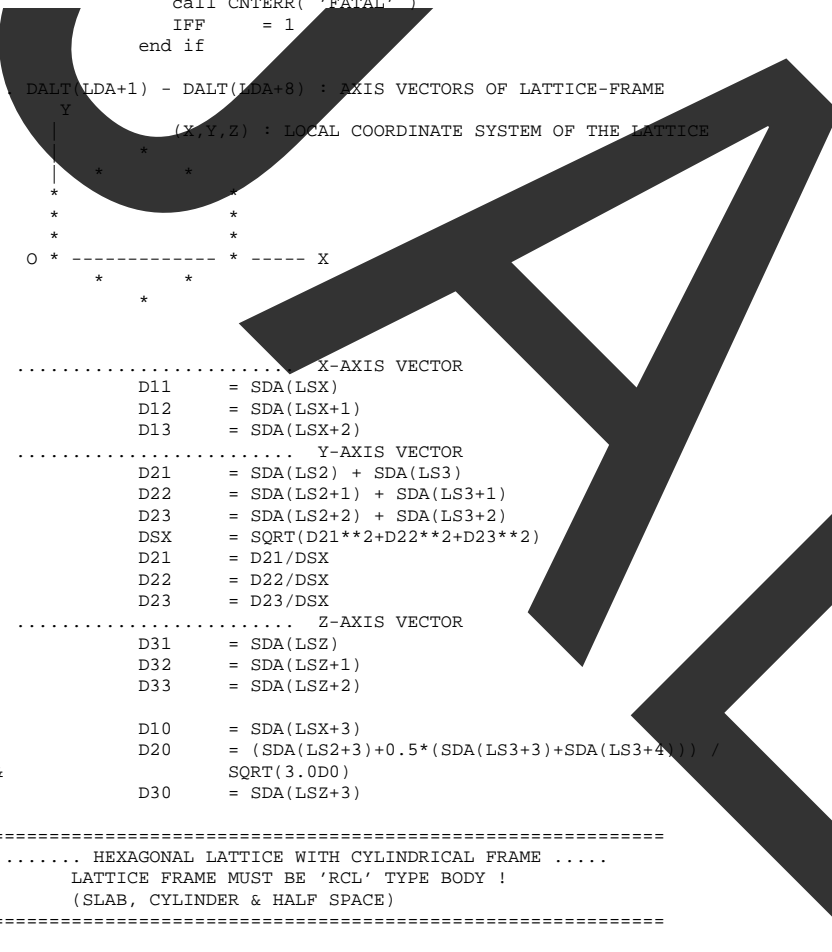 call CNTERR( 'FATAL' )
IFF = 1
end if
. DALT(LDA+1) - DALT(LDA+8) : AXIS VECTORS OF LATTICE-FRAME
Y
| (X,Y,Z) : LOCAL COORDINATE SYSTEM OF THE LATTICE
| *
| * *
* *
* *
* *
O * ------------- * ----- X
* *
*
......................... X-AXIS VECTOR
D11 = SDA(LSX)
D12 = SDA(LSX+1)
D13 = SDA(LSX+2)
......................... Y-AXIS VECTOR
D21 = SDA(LS2) + SDA(LS3)
D22 = SDA(LS2+1) + SDA(LS3+1)
D23 = SDA(LS2+2) + SDA(LS3+2)
DSX = SQRT(D21**2+D22**2+D23**2)
D21 = D21/DSX
D22 = D22/DSX
D23 = D23/DSX
......................... Z-AXIS VECTOR
D31 = SDA(LSZ)
D32 = SDA(LSZ+1)
D33 = SDA(LSZ+2)
D10 = SDA(LSX+3)
D20 = (SDA(LS2+3)+0.5*(SDA(LS3+3)+SDA(LS3+4))) /
& SQRT(3.0D0)
D30 = SDA(LSZ+3)
============================================================
....... HEXAGONAL LATTICE WITH CYLINDRICAL FRAME .....
LATTICE FRAME MUST BE 'RCL' TYPE BODY !
(SLAB, CYLINDER & HALF SPACE)
============================================================